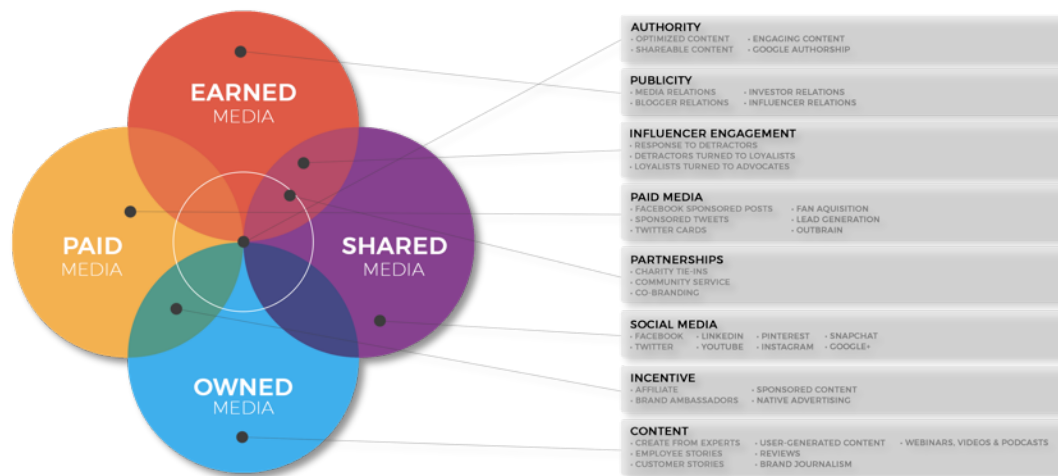 EARNED
MEDIA
PAID
MEDIA
SHARED
MEDIA
OWNED
MEDIA
AUTHORITY
• OPTIMIZED CONTENT • ENGAGING CONTENT
• SHAREABLE CONTENT • GOOGLE AUTHORSHIP
PUBLICITY
• MEDIA RELATIONS • INVESTOR RELATIONS
• BLOGGER RELATIONS • INFLUENCER RELATIONS
INFLUENCER ENGAGEMENT
• RESPONSE TO DETRACTORS
• DETRACTORS TURNED TO LOYALISTS
• LOYALISTS TURNED TO ADVOCATES
PAID MEDIA
• FACEBOOK SPONSORED POSTS • FAN AQUISITION
• SPONSORED TWEETS • LEAD GENERATION
• TWITTER CARDS • OUTBRAIN
PARTNERSHIPS
• CHARITY TIE-INS
• COMMUNITY SERVICE
• CO-BRANDING
SOCIAL MEDIA
• FACEBOOK • LINKEDIN • PINTEREST • SNAPCHAT
• TWITTER • YOUTUBE • INSTAGRAM • GOOGLE+
INCENTIVE
• AFFILIATE • SPONSORED CONTENT
• BRAND AMBASSADORS • NATIVE ADVERTISING
CONTENT
• CREATE FROM EXPERTS • USER-GENERATED CONTENT • WEBINARS, VIDEOS & PODCASTS
• EMPLOYEE STORIES • REVIEWS
• CUSTOMER STORIES • BRAND JOURNALISM